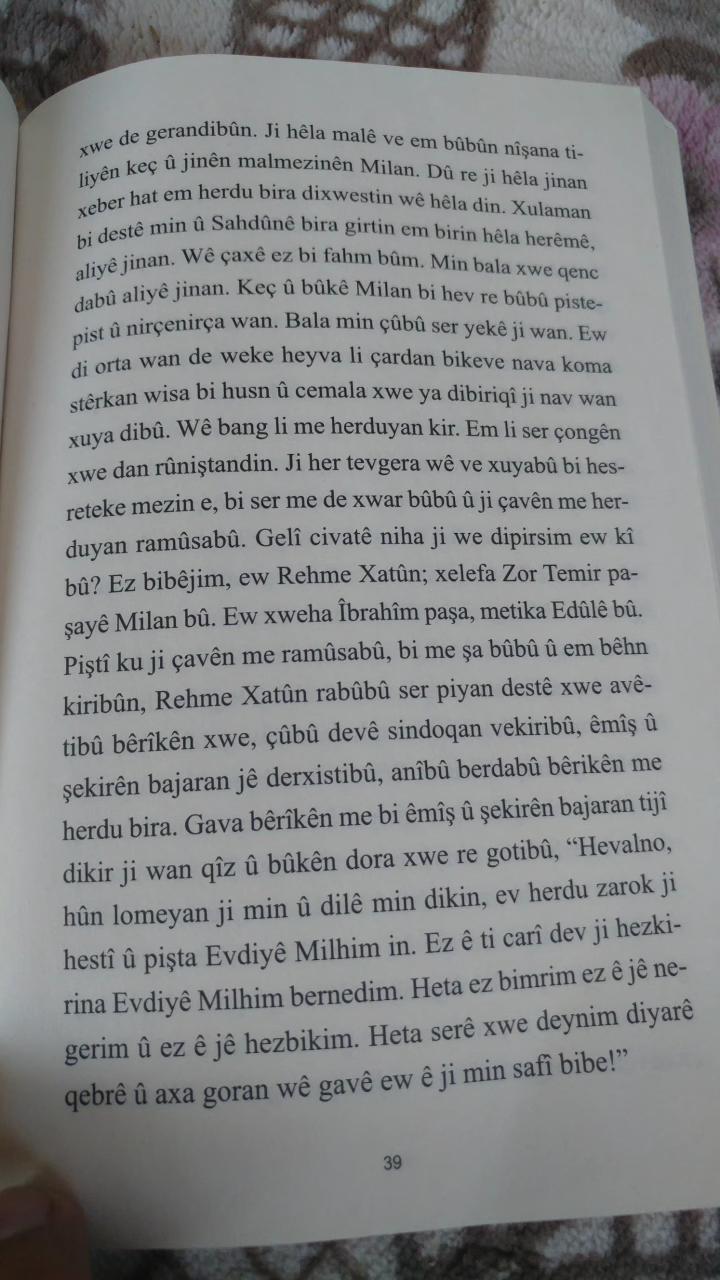 xwe de gerandibûn. Ji hêla malê ve em bûbûn nîşana ti-
liyên keç û jinên malmezinên Milan. Dû re ji hêla jinan
xeber hat em herdu bira dixwestin wê hêla din. Xulaman
bi destê min û Sahdûnê bira girtin em birin hêla herêmê,
aliyê jinan. Wê çaxê ez bi fahm bûm. Min bala xwe qenc
dabû aliyê jinan. Keç û bûkê Milan bi hev re bûbû piste-
pist û nirçenirça wan. Bala min çûbû ser yekê ji wan. Ew
di orta wan de weke heyva li çardan bikeve nava koma
stêrkan wisa bi husn û cemala xwe ya dibiriqî ji nav wan
xuya dibû. Wê bang li me herduyan kir. Em li ser çongên
xwe dan rûniştandin. Ji her tevgera wê ve xuyabû bi hes-
reteke mezin e, bi ser me de xwar bûbû û ji çavên me her-
duyan ramûsabû. Gelî civatê niha ji we dipirsim ew kî
bû? Ez bibêjim, ew Rehme Xatûn; xelefa Zor Temir pa-
şayê Milan bû. Ew xweha Îbrahîm paşa, metika Edûlê bû.
Piştî ku ji çavên me ramûsabû, bi me şa bûbû û em bêhn
kiribûn, Rehme Xatûn rabûbû ser piyan destê xwe avê-
tibû bêrîkên xwe, çûbû devê sindoqan vekiribû, êmîş û
şekirên bajaran jê derxistibû, anîbû berdabû bêrikên me
herdu bira. Gava bêrîkên me bi êmîş û şekirên bajaran tijî
dikir ji wan qîz û bûkên dora xwe re gotibû, “Hevalno,
hûn lomeyan ji min û dilê min dikin, ev herdu zarok ji
hestî û pişta Evdiyê Milhim in. Ez ê ti carî dev ji hezki-
rina Evdiyê Milhim bernedim. Heta ez bimrim ez ê jê ne-
gerim û ez ê jê hezbikim. Heta serê xwe deynim diyarê
qebrê û axa goran wê gavê ew ê ji min safî bibe!”
39